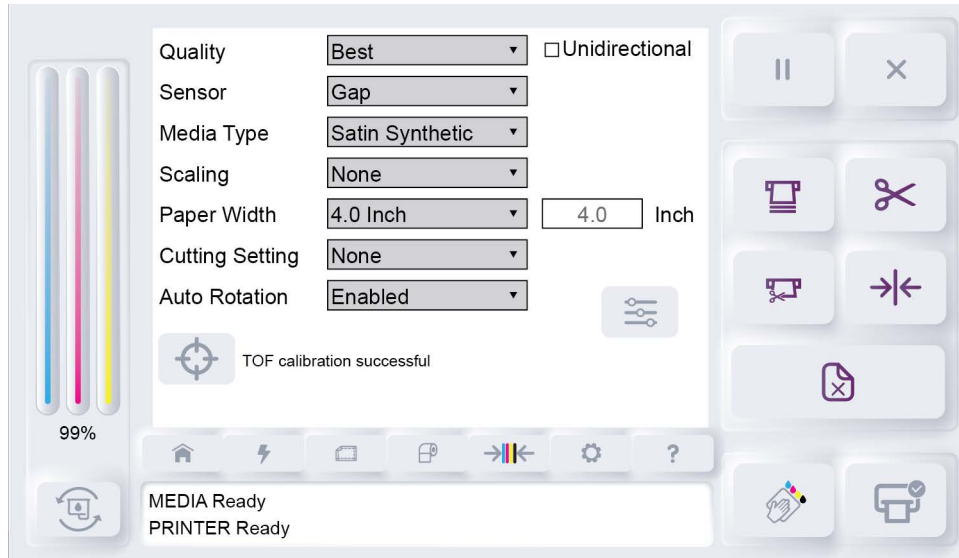 Quality Best Unidirectional
Sensor Gap
Media Type Satin Synthetic
Scaling None
Paper Width 4.0 Inch 4.0 Inch
Cutting Setting None
Auto Rotation Enabled
TOF calibration successful
99%
?
MEDIA Ready
PRINTER Ready